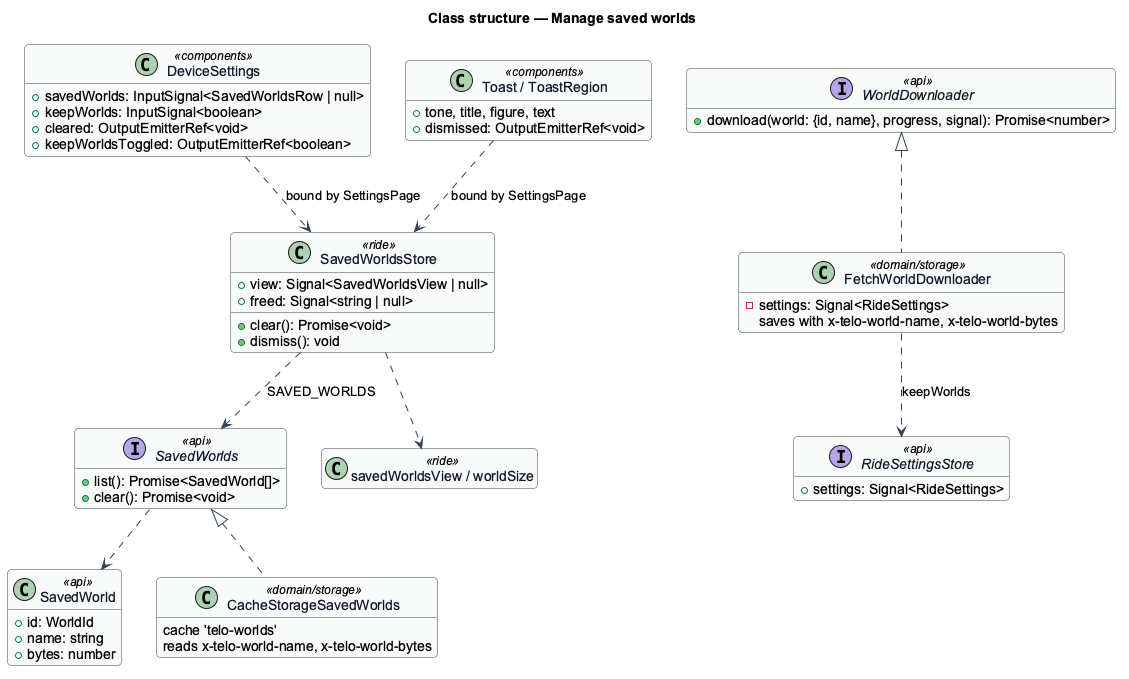 Class structure — Manage saved worlds
C
«components»
DeviceSettings
savedWorlds: InputSignal<SavedWorldsRow | null>
keepWorlds: InputSignal<boolean>
cleared: OutputEmitterRef<void>
keepWorldsToggled: OutputEmitterRef<boolean>
C
«components»
Toast / ToastRegion
tone, title, figure, text
dismissed: OutputEmitterRef<void>
I
«api»
WorldDownloader
download(world: {id, name}, progress, signal): Promise<number>
bound by SettingsPage
bound by SettingsPage
C
«ride»
SavedWorldsStore
view: Signal<SavedWorldsView | null>
freed: Signal<string | null>
clear(): Promise<void>
dismiss(): void
C
«domain/storage»
FetchWorldDownloader
settings: Signal<RideSettings>
saves with x-telo-world-name, x-telo-world-bytes
SAVED_WORLDS
keepWorlds
I
«api»
SavedWorlds
list(): Promise<SavedWorld[]>
clear(): Promise<void>
C
«ride»
savedWorldsView / worldSize
I
«api»
RideSettingsStore
settings: Signal<RideSettings>
C
«api»
SavedWorld
id: WorldId
name: string
bytes: number
C
«domain/storage»
CacheStorageSavedWorlds
cache 'telo-worlds'
reads x-telo-world-name, x-telo-world-bytes